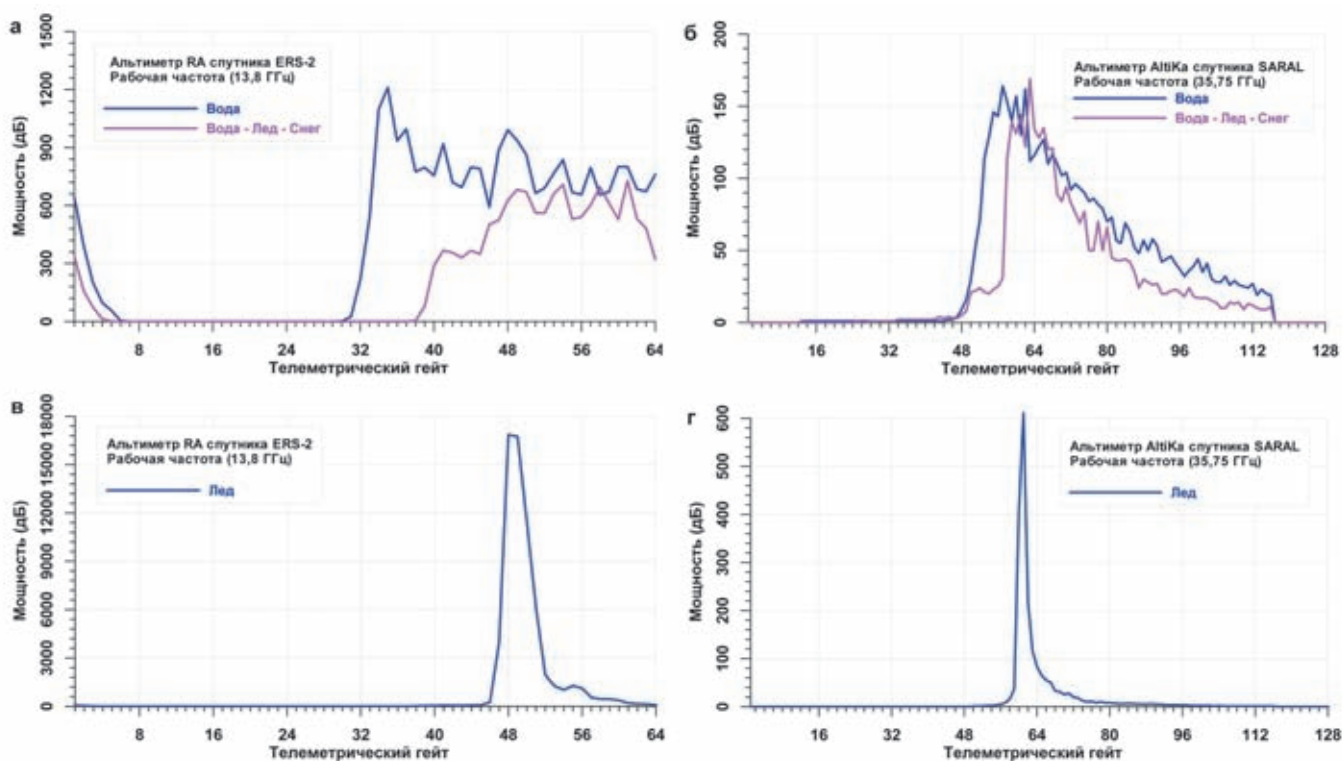 а
Мощность (дБ)
1500
1200
900
600
300
0
Альтиметр RA спутника ERS-2
Рабочая частота (13,8 ГГц)
Вода
Вода - Лед - Снег
8 16 24 32 40 48 56 64
Телеметрический гейт
б
Мощность (дБ)
200
150
100
50
0
Альтиметр AltiKa спутника SARAL
Рабочая частота (35,75 ГГц)
Вода
Вода - Лед - Снег
16 32 48 64 80 96 112 128
Телеметрический гейт
в
Мощность (дБ)
18000
15000
12000
9000
6000
3000
0
Альтиметр RA спутника ERS-2
Рабочая частота (13,8 ГГц)
Лед
8 16 24 32 40 48 56 64
Телеметрический гейт
г
Мощность (дБ)
600
500
400
300
200
100
0
Альтиметр AltiKa спутника SARAL
Рабочая частота (35,75 ГГц)
Лед
16 32 48 64 80 96 112 128
Телеметрический гейт